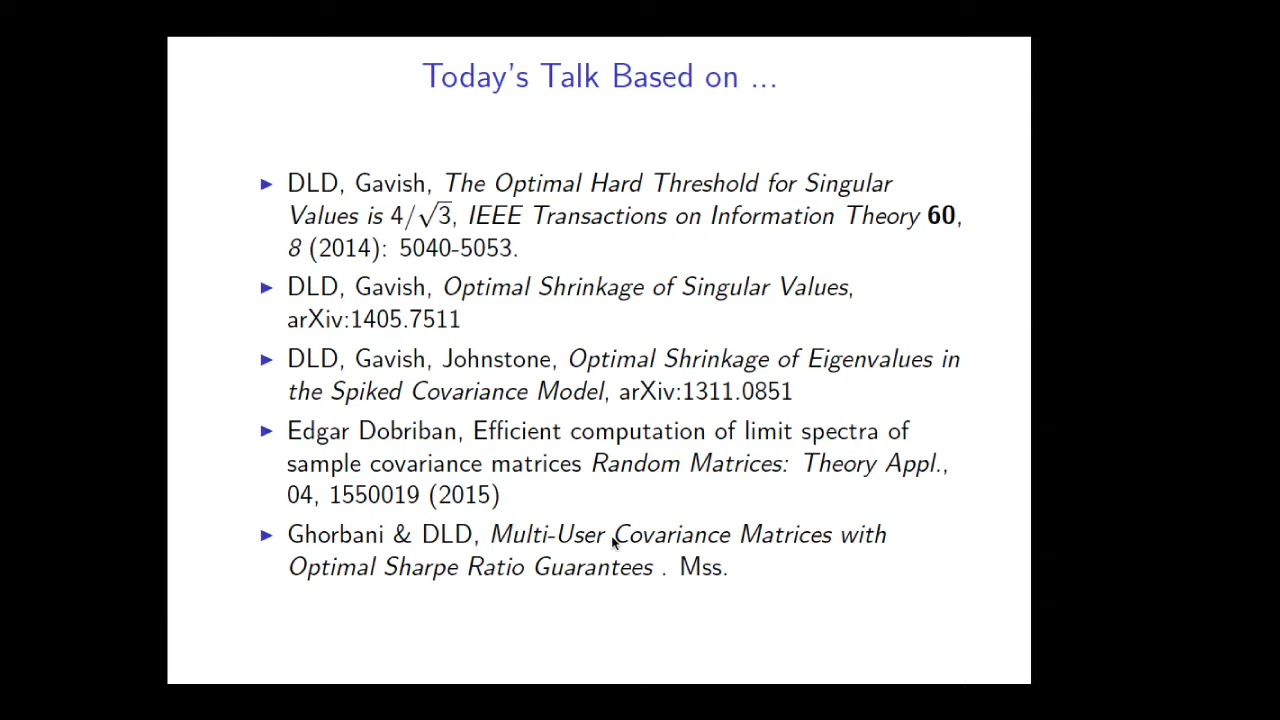 Today's Talk Based on ...
▶ DLD, Gavish, The Optimal Hard Threshold for Singular
Values is 4/√3, IEEE Transactions on Information Theory 60,
8 (2014): 5040-5053.
▶ DLD, Gavish, Optimal Shrinkage of Singular Values,
arXiv:1405.7511
▶ DLD, Gavish, Johnstone, Optimal Shrinkage of Eigenvalues in
the Spiked Covariance Model, arXiv:1311.0851
▶ Edgar Dobriban, Efficient computation of limit spectra of
sample covariance matrices Random Matrices: Theory Appl.,
04, 1550019 (2015)
▶ Ghorbani & DLD, Multi-User Covariance Matrices with
Optimal Sharpe Ratio Guarantees . Mss.